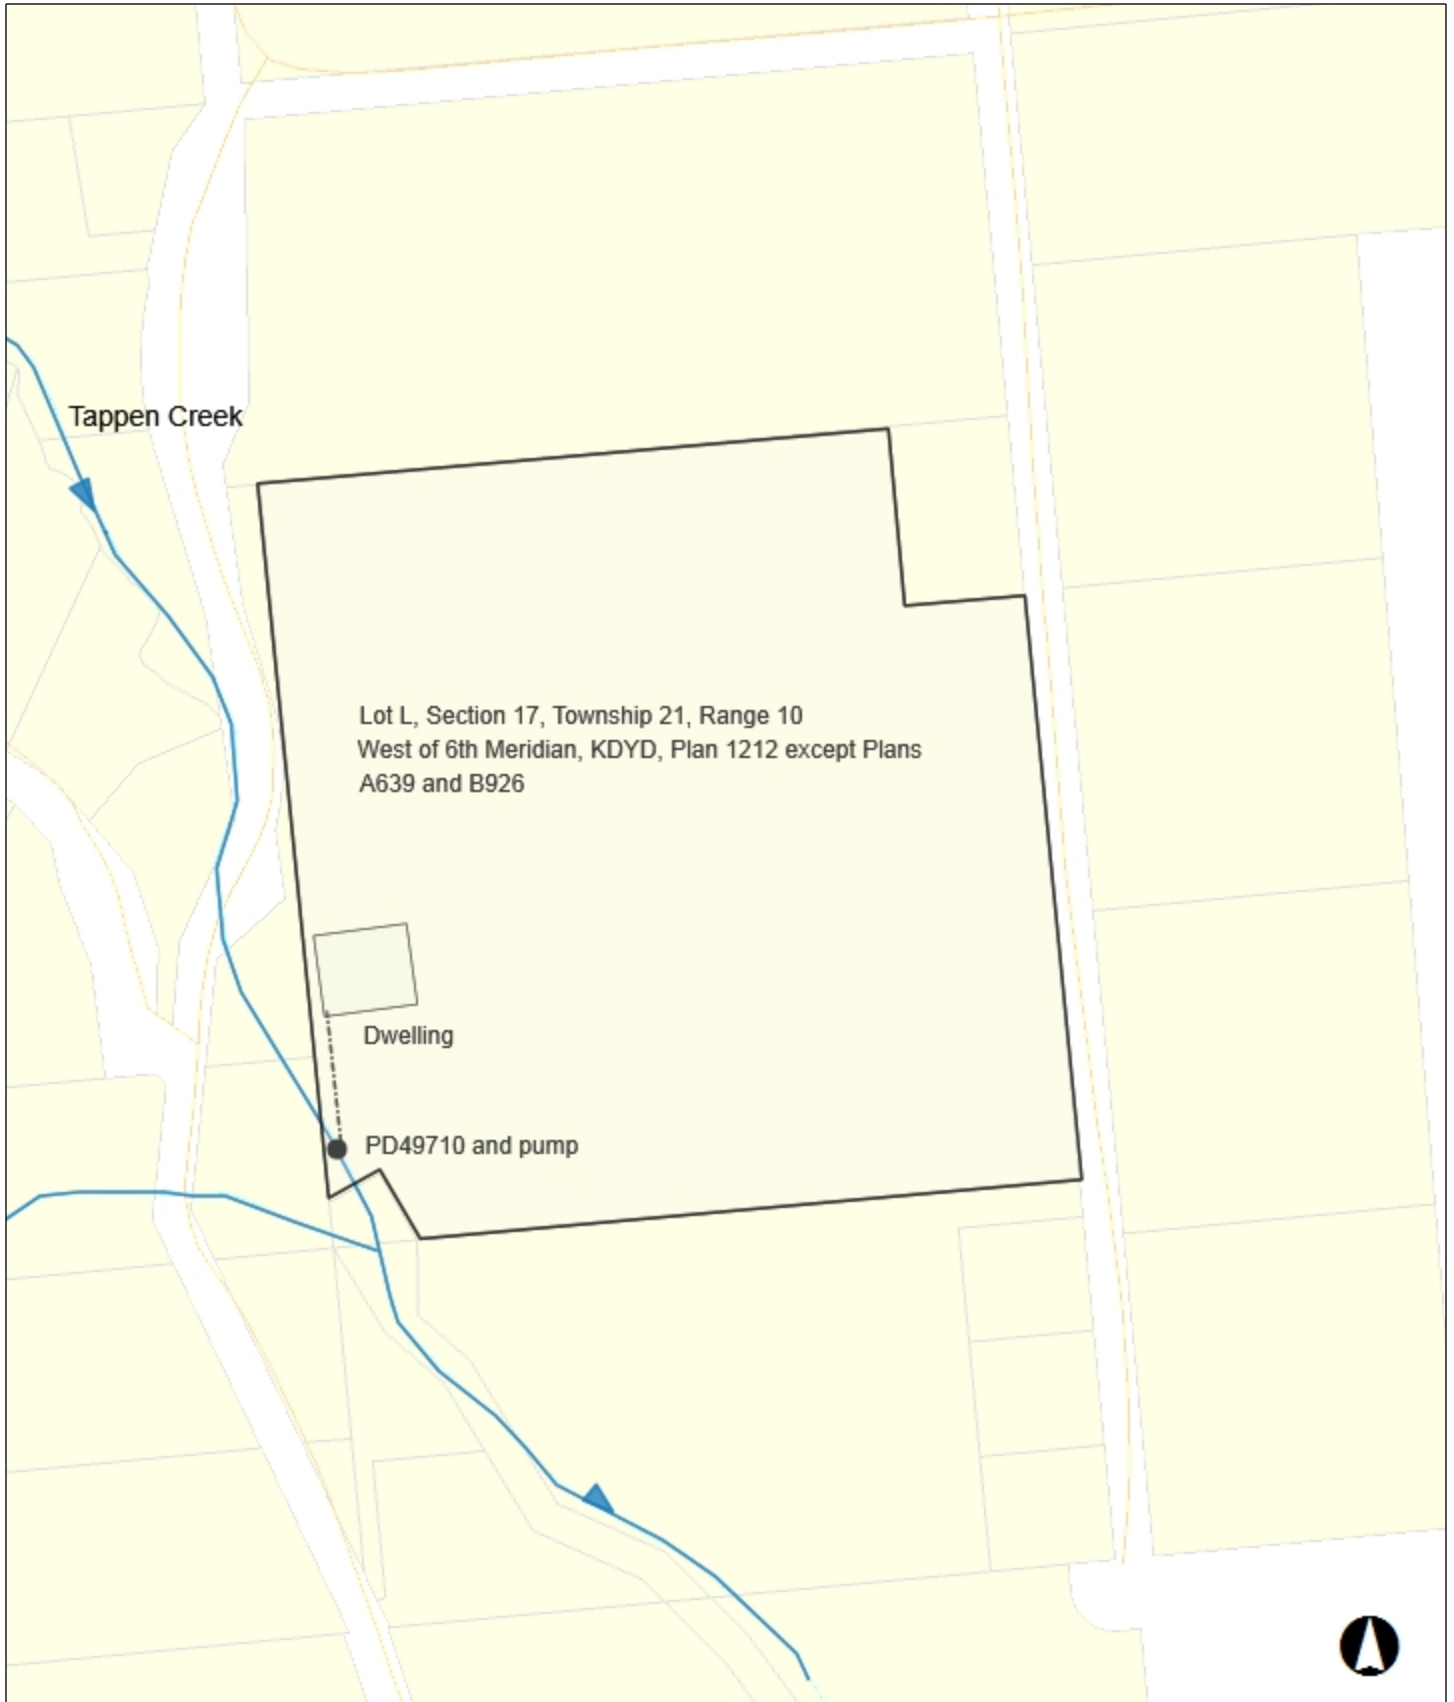 Tappen Creek
Lot L, Section 17, Township 21, Range 10
West of 6th Meridian, KDYD, Plan 1212 except Plans
A639 and B926
Dwelling
PD49710 and pump